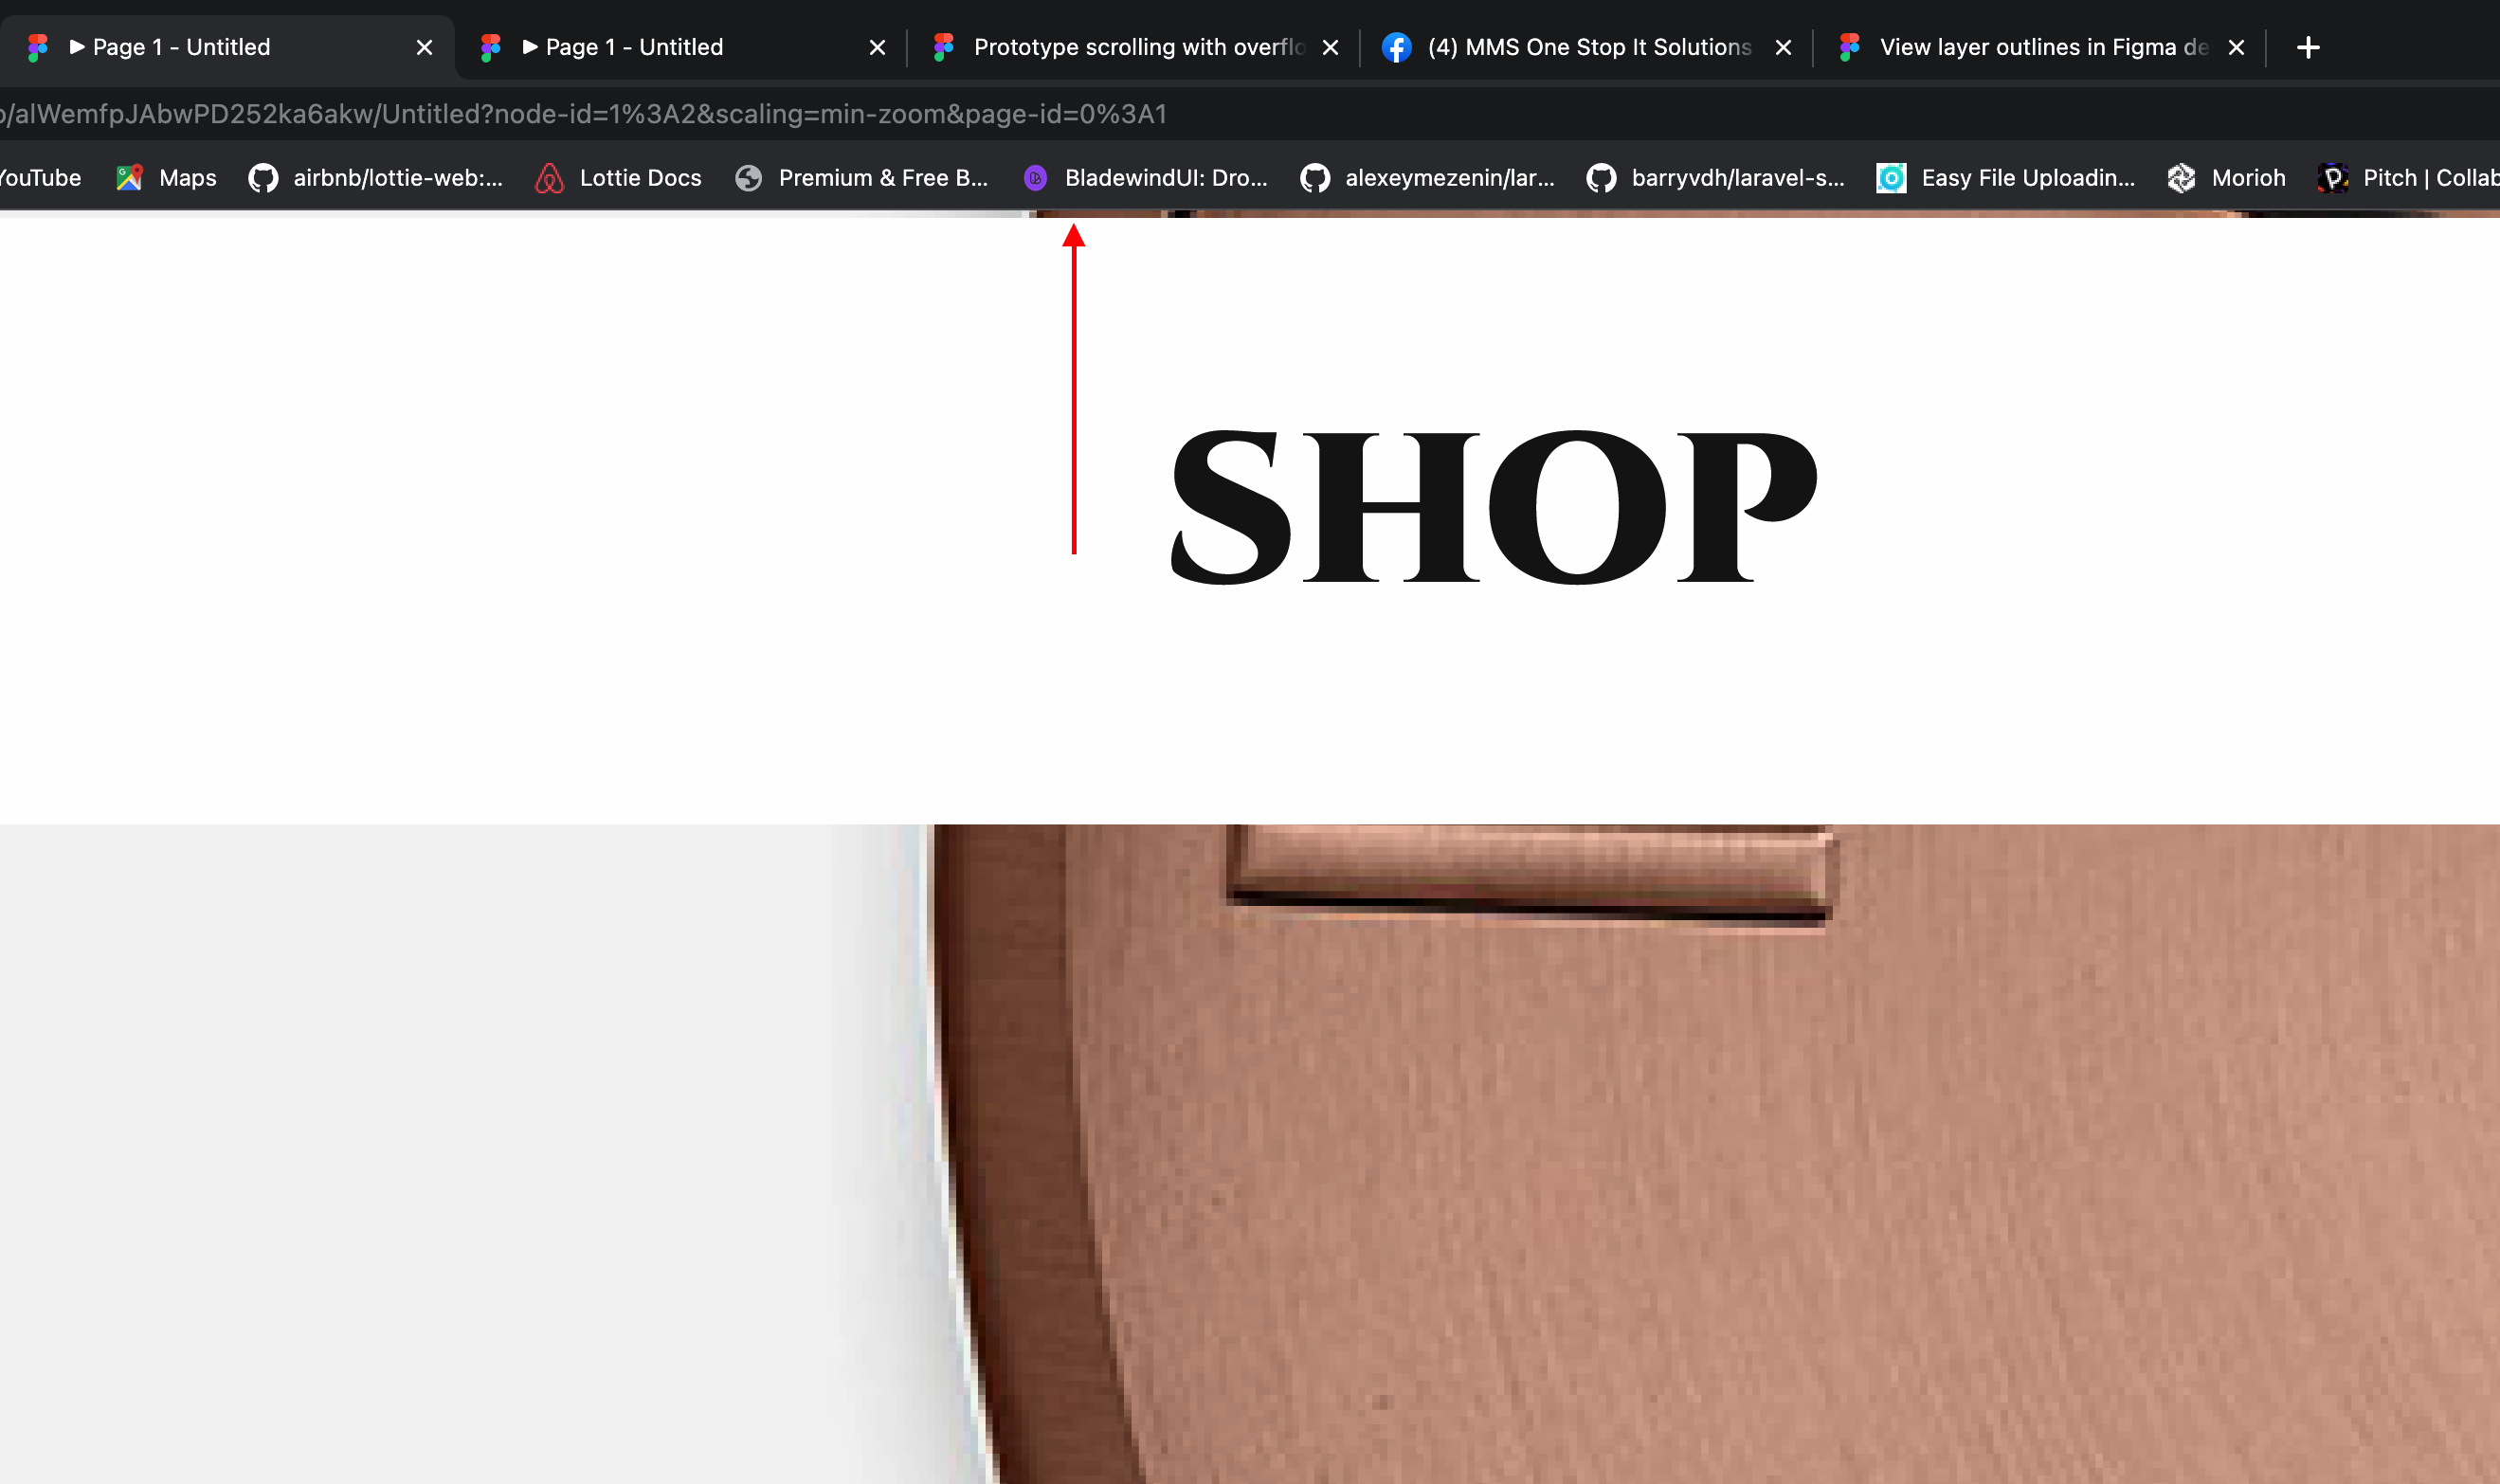 Page 1 - Untitled
Page 1 - Untitled
Prototype scrolling with overflo
(4) MMS One Stop It Solutions
View layer outlines in Figma de
/alWemfpJAbwPD252ka6akw/Untitled?node-id=1%3A2&scaling=min-zoom&page-id=0%3A1
YouTube
Maps
airbnb/lottie-web:...
Lottie Docs
Premium & Free B...
BladewindUI: Dro...
alexeymezenin/lar...
barryvdh/laravel-s...
Easy File Uploadin...
Morioh
Pitch | Collab
SHOP